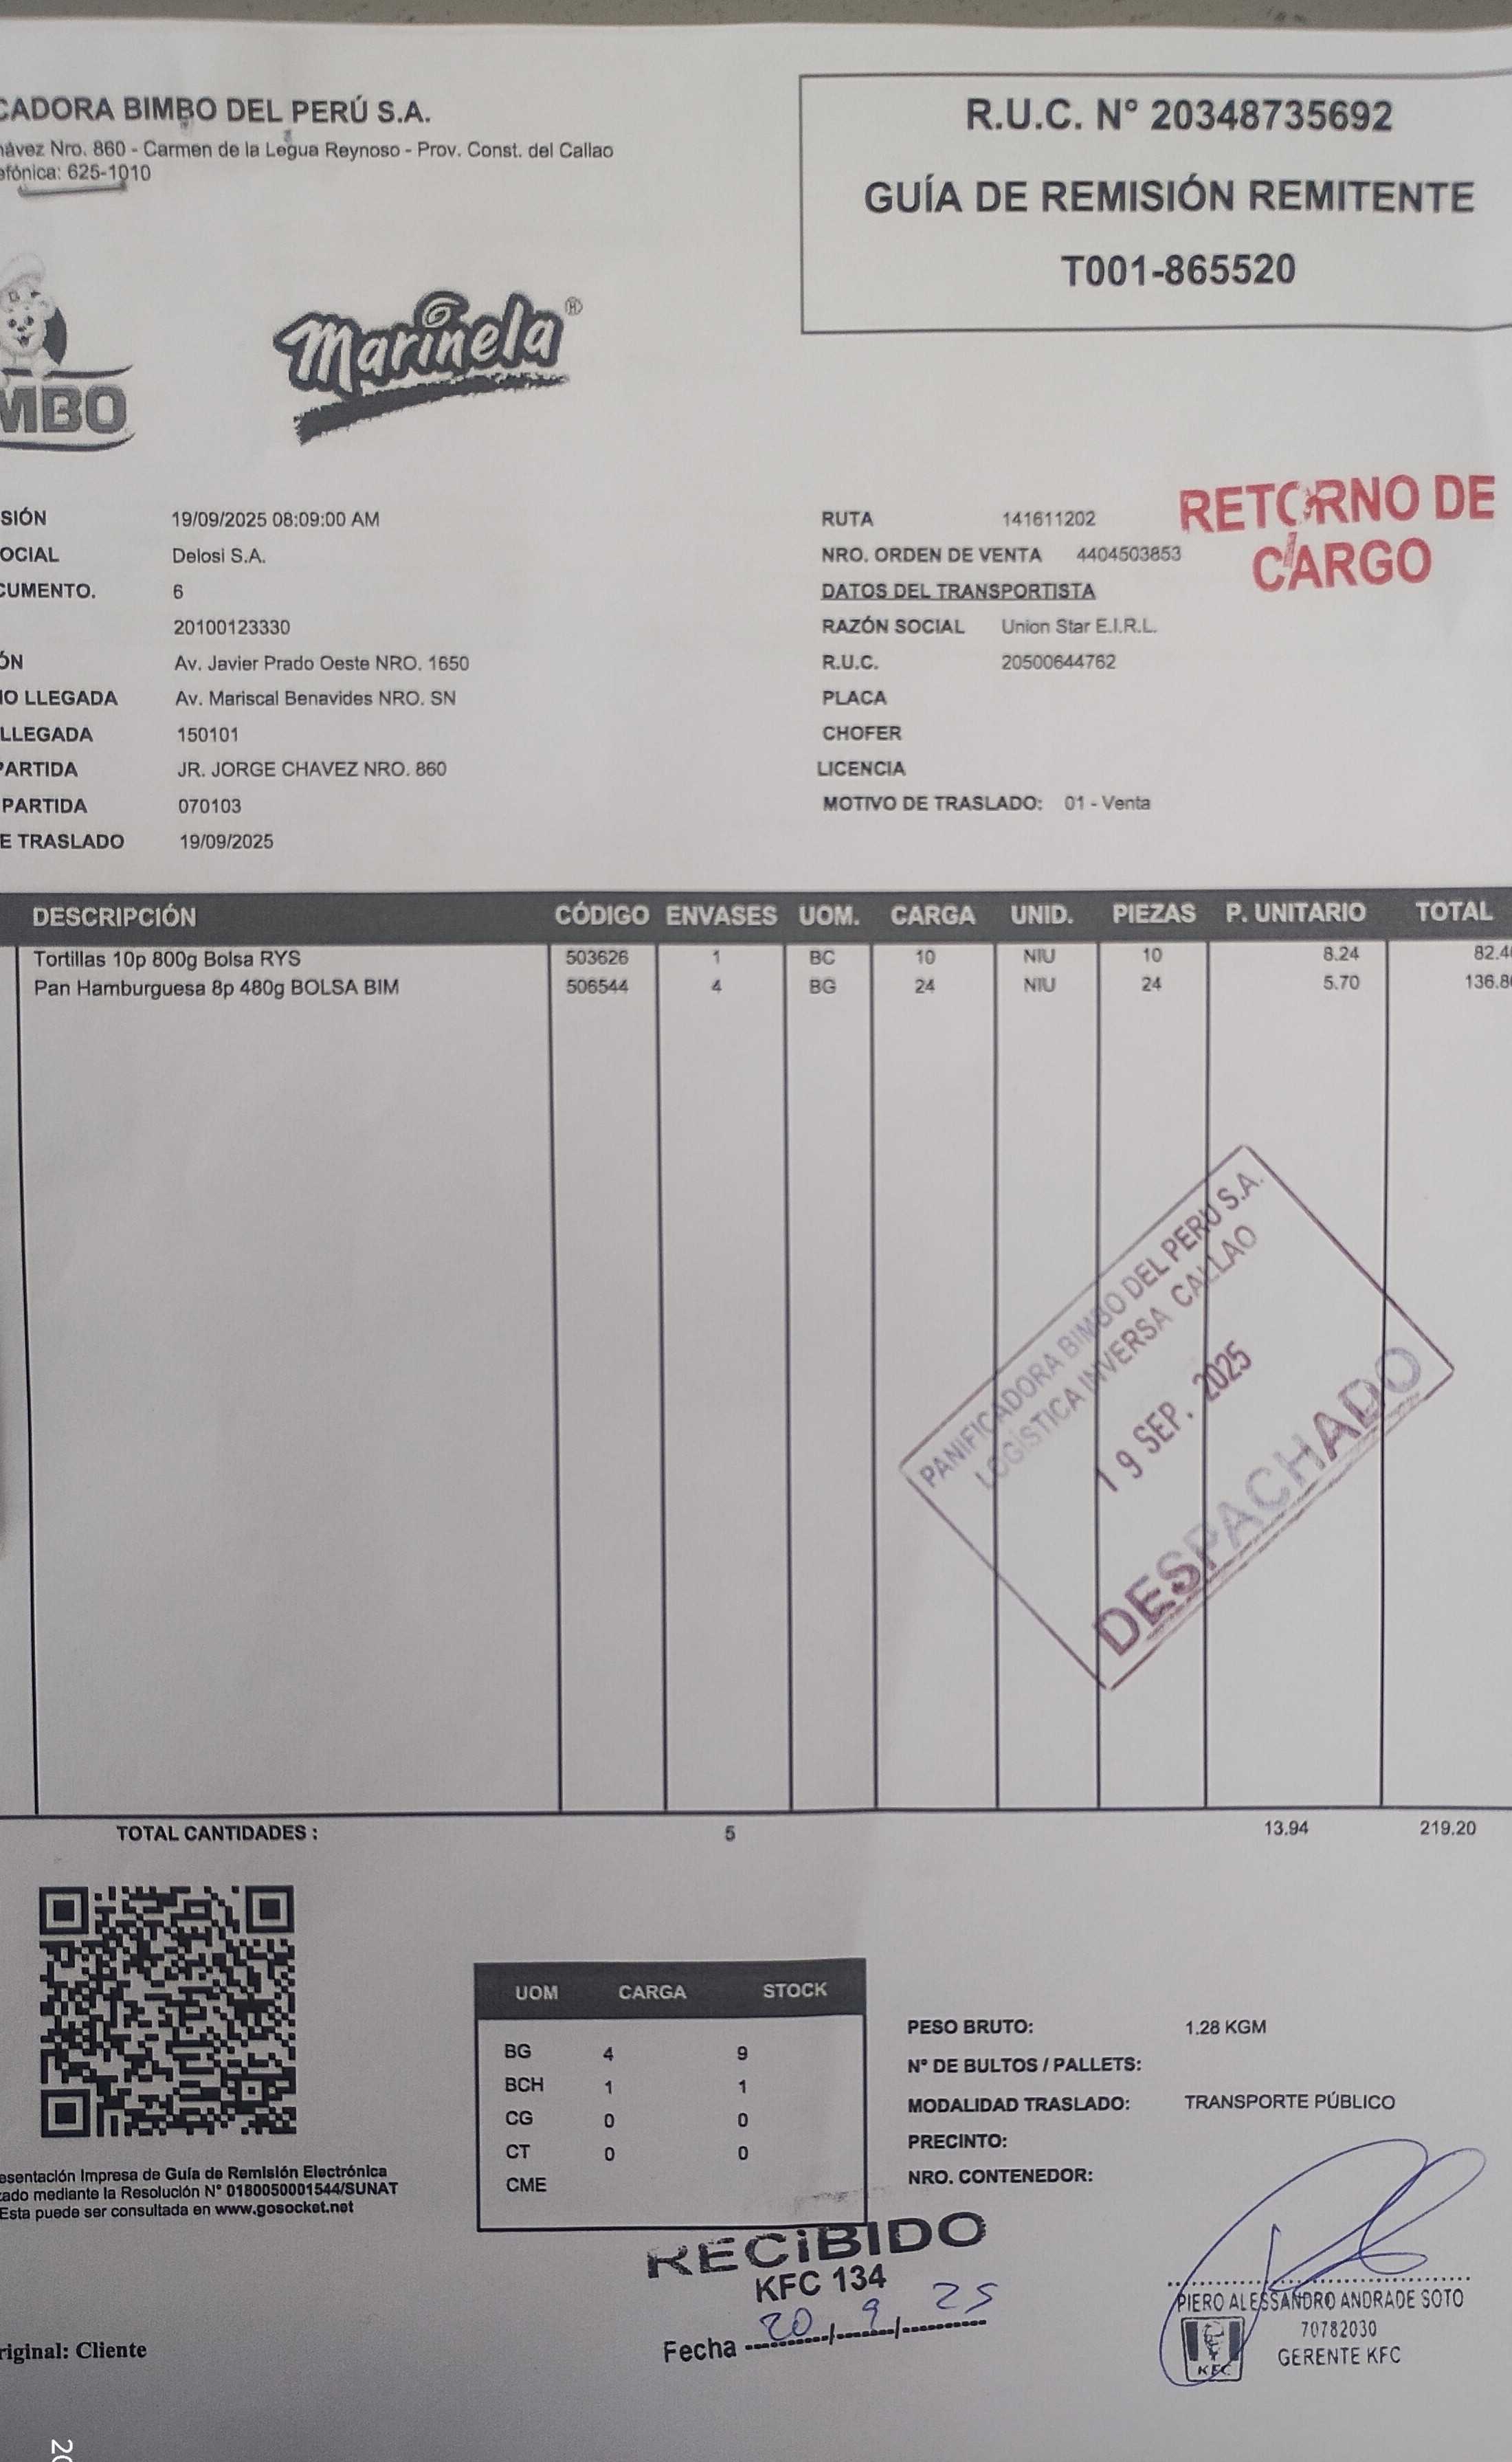 CADORA BIMBO DEL PERÚ S.A.
hávez Nro. 860 - Carmen de la Legua Reynoso - Prov. Const. del Callao
efónica: 625-1010
R.U.C. N° 20348735692
GUÍA DE REMISIÓN REMITENTE
T001-865520
MBO
Marinela®
RETORNO DE
CARGO
SIÓN 19/09/2025 08:09:00 AM
OCIAL Delosi S.A.
CUMENTO. 6
20100123330
ÓN Av. Javier Prado Oeste NRO. 1650
IO LLEGADA Av. Mariscal Benavides NRO. SN
LLEGADA 150101
PARTIDA JR. JORGE CHAVEZ NRO. 860
PARTIDA 070103
E TRASLADO 19/09/2025
RUTA 141611202
NRO. ORDEN DE VENTA 4404503853
DATOS DEL TRANSPORTISTA
RAZÓN SOCIAL Union Star E.I.R.L.
R.U.C. 20500644762
PLACA
CHOFER
LICENCIA
MOTIVO DE TRASLADO: 01 - Venta
DESCRIPCIÓN CÓDIGO ENVASES UOM. CARGA UNID. PIEZAS P. UNITARIO TOTAL
Tortillas 10p 800g Bolsa RYS 503626 1 BC 10 NIU 10 8.24 82.4
Pan Hamburguesa 8p 480g BOLSA BIM 506544 4 BG 24 NIU 24 5.70 136.8
PANIFICADORA BIMBO DEL PERU S.A.
LOGÍSTICA INVERSA CALLAO
19 SEP. 2025
DESPACHADO
TOTAL CANTIDADES : 5 13.94 219.20
UOM CARGA STOCK
BG 4 9
BCH 1 1
CG 0 0
CT 0 0
CME
PESO BRUTO: 1.28 KGM
N° DE BULTOS / PALLETS:
MODALIDAD TRASLADO: TRANSPORTE PÚBLICO
PRECINTO:
NRO. CONTENEDOR:
esentación Impresa de Guía de Remisión Electrónica
zado mediante la Resolución N° 0180050001544/SUNAT
Esta puede ser consultada en www.gosocket.net
RECiBIDO
KFC 134
Fecha 20/9/25
PIERO ALESSANDRO ANDRADE SOTO
70782030
GERENTE KFC
KFC
riginal: Cliente
20